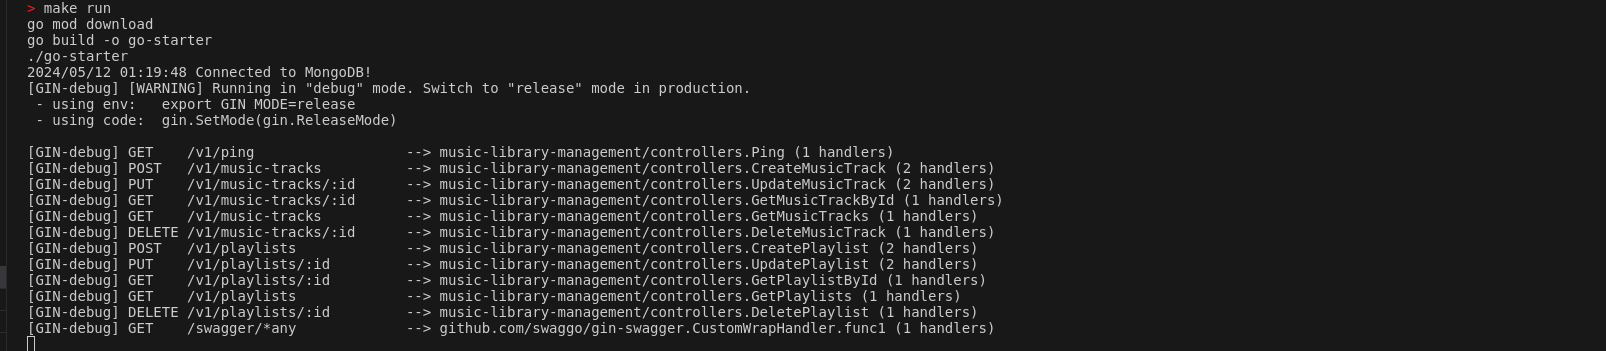 > make run
go mod download
go build -o go-starter
./go-starter
2024/05/12 01:19:48 Connected to MongoDB!
[GIN-debug] [WARNING] Running in "debug" mode. Switch to "release" mode in production.
 - using env:   export GIN MODE=release
 - using code:  gin.SetMode(gin.ReleaseMode)

[GIN-debug] GET    /v1/ping                  --> music-library-management/controllers.Ping (1 handlers)
[GIN-debug] POST   /v1/music-tracks          --> music-library-management/controllers.CreateMusicTrack (2 handlers)
[GIN-debug] PUT    /v1/music-tracks/:id      --> music-library-management/controllers.UpdateMusicTrack (2 handlers)
[GIN-debug] GET    /v1/music-tracks/:id      --> music-library-management/controllers.GetMusicTrackById (1 handlers)
[GIN-debug] GET    /v1/music-tracks          --> music-library-management/controllers.GetMusicTracks (1 handlers)
[GIN-debug] DELETE /v1/music-tracks/:id      --> music-library-management/controllers.DeleteMusicTrack (1 handlers)
[GIN-debug] POST   /v1/playlists             --> music-library-management/controllers.CreatePlaylist (2 handlers)
[GIN-debug] PUT    /v1/playlists/:id         --> music-library-management/controllers.UpdatePlaylist (2 handlers)
[GIN-debug] GET    /v1/playlists/:id         --> music-library-management/controllers.GetPlaylistById (1 handlers)
[GIN-debug] GET    /v1/playlists             --> music-library-management/controllers.GetPlaylists (1 handlers)
[GIN-debug] DELETE /v1/playlists/:id         --> music-library-management/controllers.DeletePlaylist (1 handlers)
[GIN-debug] GET    /swagger/*any             --> github.com/swaggo/gin-swagger.CustomWrapHandler.func1 (1 handlers)